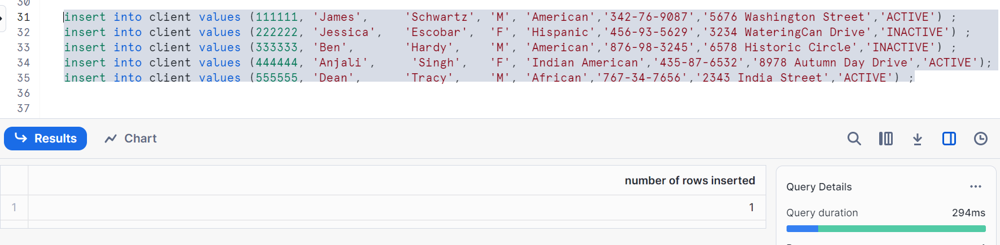 30
31 insert into client values (111111, 'James', 'Schwartz', 'M', 'American','342-76-9087','5676 Washington Street','ACTIVE') ;
32 insert into client values (222222, 'Jessica', 'Escobar', 'F', 'Hispanic','456-93-5629','3234 WateringCan Drive','INACTIVE') ;
33 insert into client values (333333, 'Ben', 'Hardy', 'M', 'American','876-98-3245','6578 Historic Circle','INACTIVE') ;
34 insert into client values (444444, 'Anjali', 'Singh', 'F', 'Indian American','435-87-6532','8978 Autumn Day Drive','ACTIVE');
35 insert into client values (555555, 'Dean', 'Tracy', 'M', 'African','767-34-7656','2343 India Street','ACTIVE') ;
36
37
Results Chart
number of rows inserted
1 1
Query Details ...
Query duration 294ms